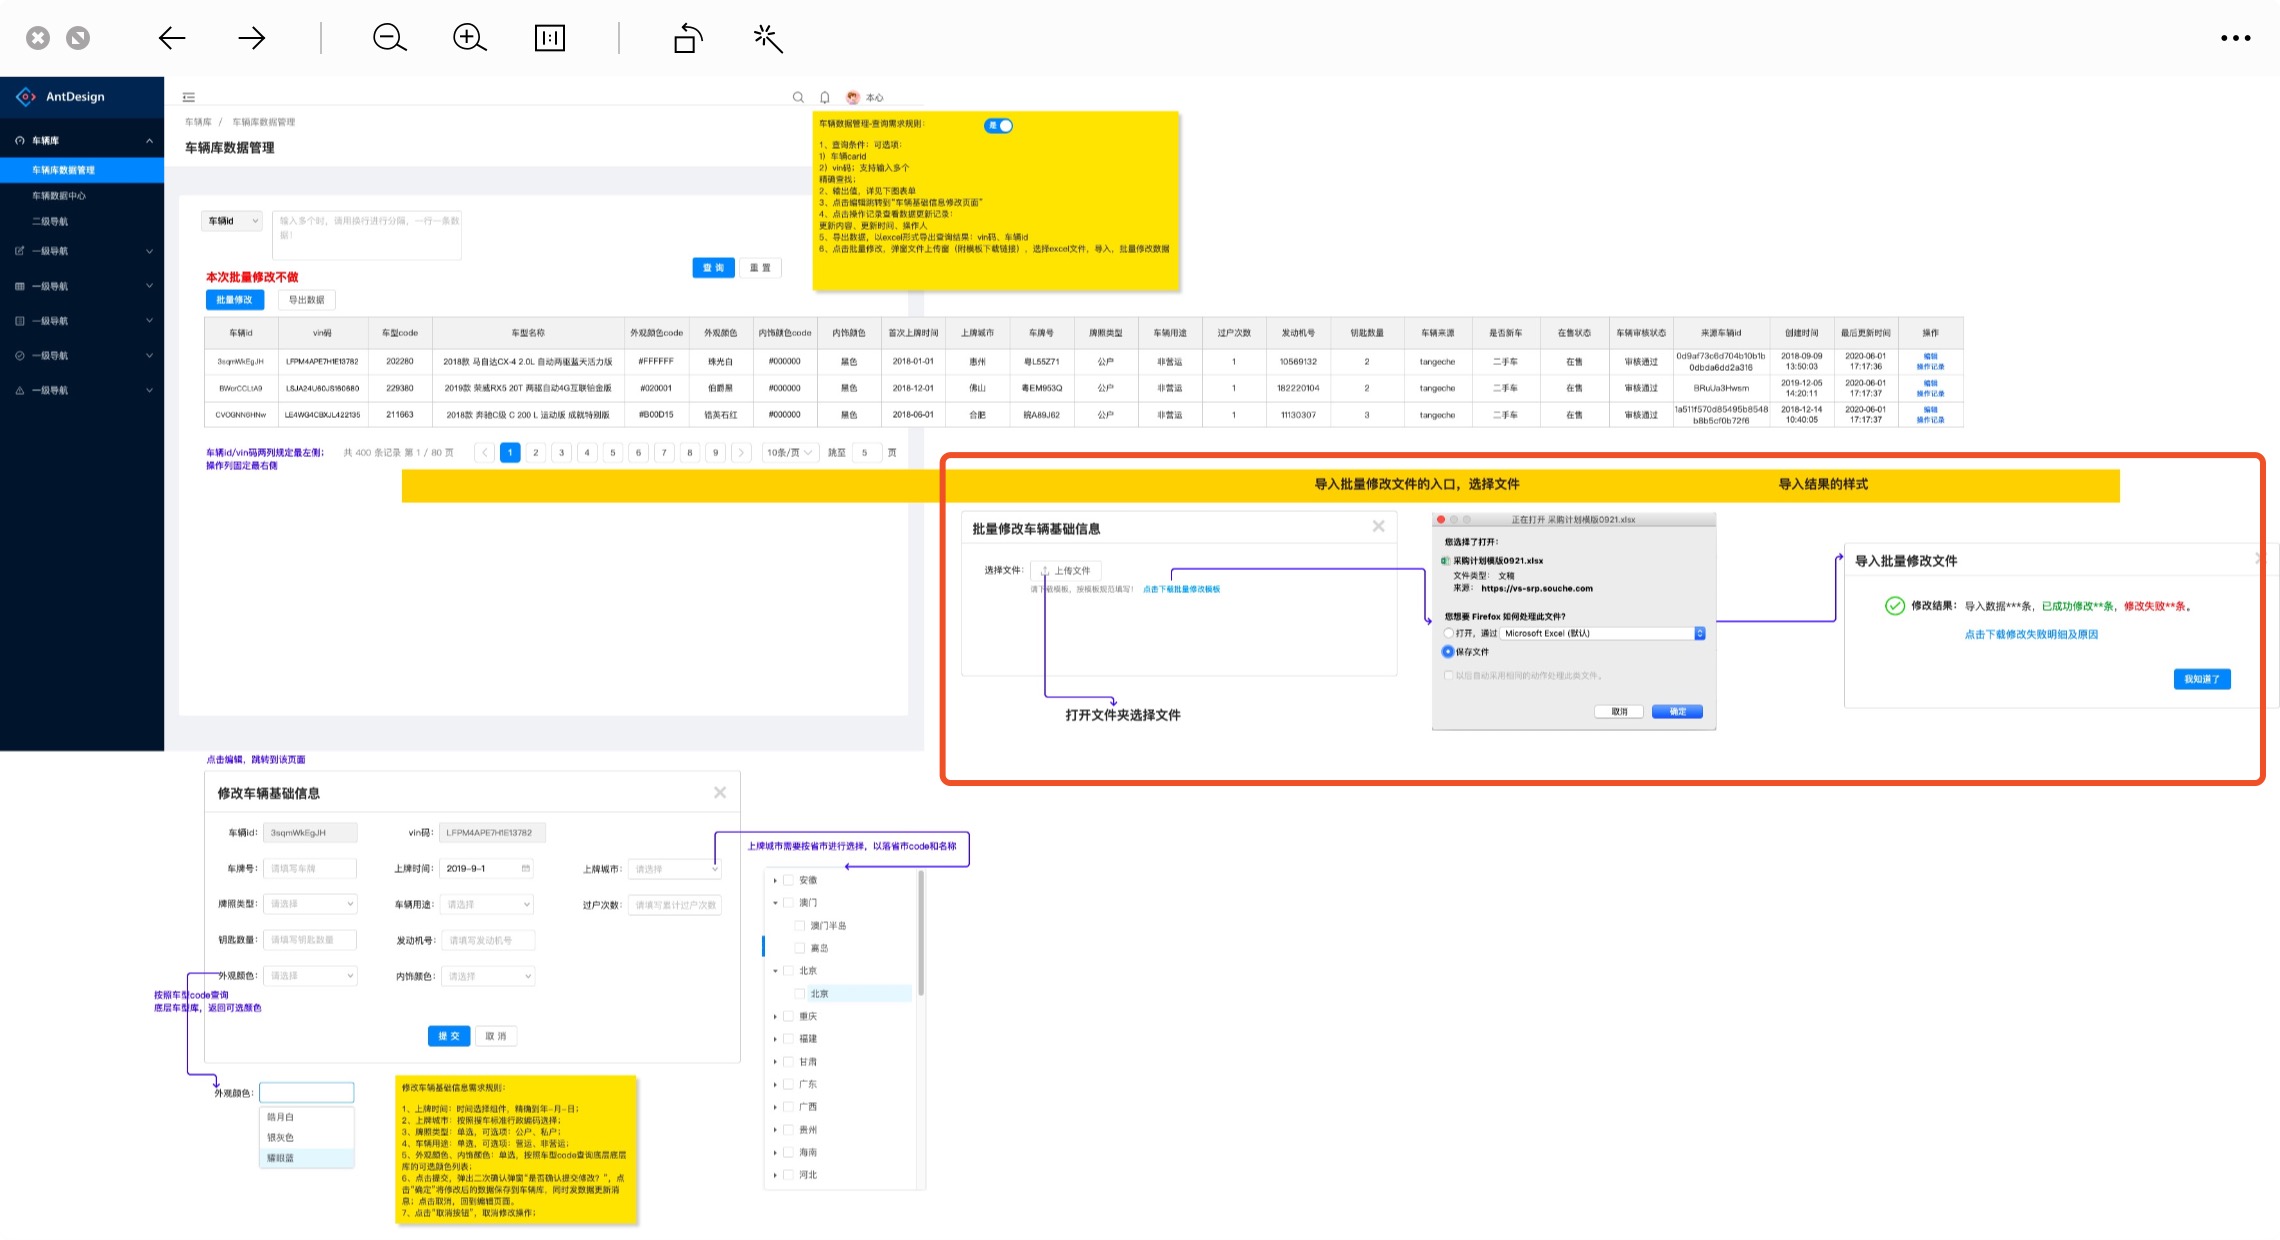 AntDesign
本心
车辆库
车辆库数据管理
车辆数据中心
二级导航
一级导航
一级导航
一级导航
一级导航
一级导航
车辆库 / 车辆库数据管理
车辆库数据管理
车辆id
输入多个时，请用换行进行分隔，一行一条数据！
查 询
重 置
本次批量修改不做
批量修改
导出数据
车辆数据管理-查询需求规则：
是
1、查询条件：可选项：
1）车辆carid
2）vin码；支持输入多个
精确查找；
2、输出值，详见下图表单
3、点击编辑跳转到“车辆基础信息修改页面”
4、点击操作记录查看数据更新记录：
更新内容、更新时间、操作人
5、导出数据，以excel形式导出查询结果：vin码、车辆id
6、点击批量修改，弹窗文件上传窗（附模板下载链接），选择excel文件，导入，批量修改数据
车辆id vin码 车型code 车型名称 外观颜色code 外观颜色 内饰颜色code 内饰颜色 首次上牌时间 上牌城市 车牌号 牌照类型 车辆用途 过户次数 发动机号 钥匙数量 车辆来源 是否新车 在售状态 车辆审核状态 来源车辆id 创建时间 最后更新时间 操作
3sqmWkEgJH LFPM4APE7H1E13782 202280 2018款 马自达CX-4 2.0L 自动两驱蓝天活力版 #FFFFFF 珠光白 #000000 黑色 2018-01-01 惠州 粤L55Z71 公户 非营运 1 10569132 2 tangeche 二手车 在售 审核通过 0d9af73c6d704b10b1b0dbda6dd2a316 2018-09-09 13:50:03 2020-06-01 17:17:36 编辑 操作记录
BWorCCLtA9 LSJA24U60JS160680 229380 2019款 荣威RX5 20T 两驱自动4G互联铂金版 #020001 伯爵黑 #000000 黑色 2018-12-01 佛山 粤EM953Q 公户 非营运 1 182220104 2 tangeche 二手车 在售 审核通过 BRuUa3Hwsm 2019-12-05 14:20:11 2020-06-01 17:17:37 编辑 操作记录
CVOGNNGHNw LE4WG4CBXJL422135 211663 2018款 奔驰C级 C 200 L 运动版 成就特别版 #B00D15 锆英石红 #000000 黑色 2018-06-01 合肥 皖A89J62 公户 非营运 1 11130307 3 tangeche 二手车 在售 审核通过 1a511f570d85495b8548b8b5cf0b72f6 2018-12-14 10:40:05 2020-06-01 17:17:37 编辑 操作记录
车辆id/vin码两列规定最左侧；
操作列固定最右侧
共 400 条记录 第 1 / 80 页
1 2 3 4 5 6 7 8 9
10条/页 跳至 5 页
导入批量修改文件的入口，选择文件
导入结果的样式
批量修改车辆基础信息
选择文件：
上传文件
请下载模板，按模板规范填写！
点击下载批量修改模板
打开文件夹选择文件
正在打开 采购计划模版0921.xlsx
您选择了打开：
采购计划模版0921.xlsx
文件类型： 文稿
来源： https://vs-srp.souche.com
您想要 Firefox 如何处理此文件？
打开，通过 Microsoft Excel (默认)
保存文件
以后自动采用相同的动作处理此类文件。
取消
确定
导入批量修改文件
修改结果： 导入数据***条，已成功修改**条，修改失败**条。
点击下载修改失败明细及原因
我知道了
点击编辑，跳转到该页面
修改车辆基础信息
车辆id： 3sqmWkEgJH
vin码： LFPM4APE7H1E13782
车牌号： 请填写车牌
上牌时间： 2019-9-1
上牌城市： 请选择
牌照类型： 请选择
车辆用途： 请选择
过户次数： 请填写累计过户次数
钥匙数量： 请填写钥匙数量
发动机号： 请填写发动机号
外观颜色： 请选择
内饰颜色： 请选择
提 交
取 消
按照车型code查询
底层车型库，返回可选颜色
外观颜色：
皓月白
银灰色
耀眼蓝
上牌城市需要按省市进行选择，以落省市code和名称
安徽
澳门
澳门半岛
离岛
北京
北京
重庆
福建
甘肃
广东
广西
贵州
海南
河北
修改车辆基础信息需求规则：
1、上牌时间：时间选择组件，精确到年-月-日；
2、上牌城市：按照搜车标准行政编码选择；
3、牌照类型：单选，可选项：公户、私户；
4、车辆用途：单选，可选项：营运、非营运；
5、外观颜色、内饰颜色：单选，按照车型code查询底层底层
库的可选颜色列表；
6、点击提交，弹出二次确认弹窗“是否确认提交修改？”，点
击“确定”将修改后的数据保存到车辆库，同时发数据更新消
息；点击取消，回到编辑页面。
7、点击“取消按钮”，取消修改操作；